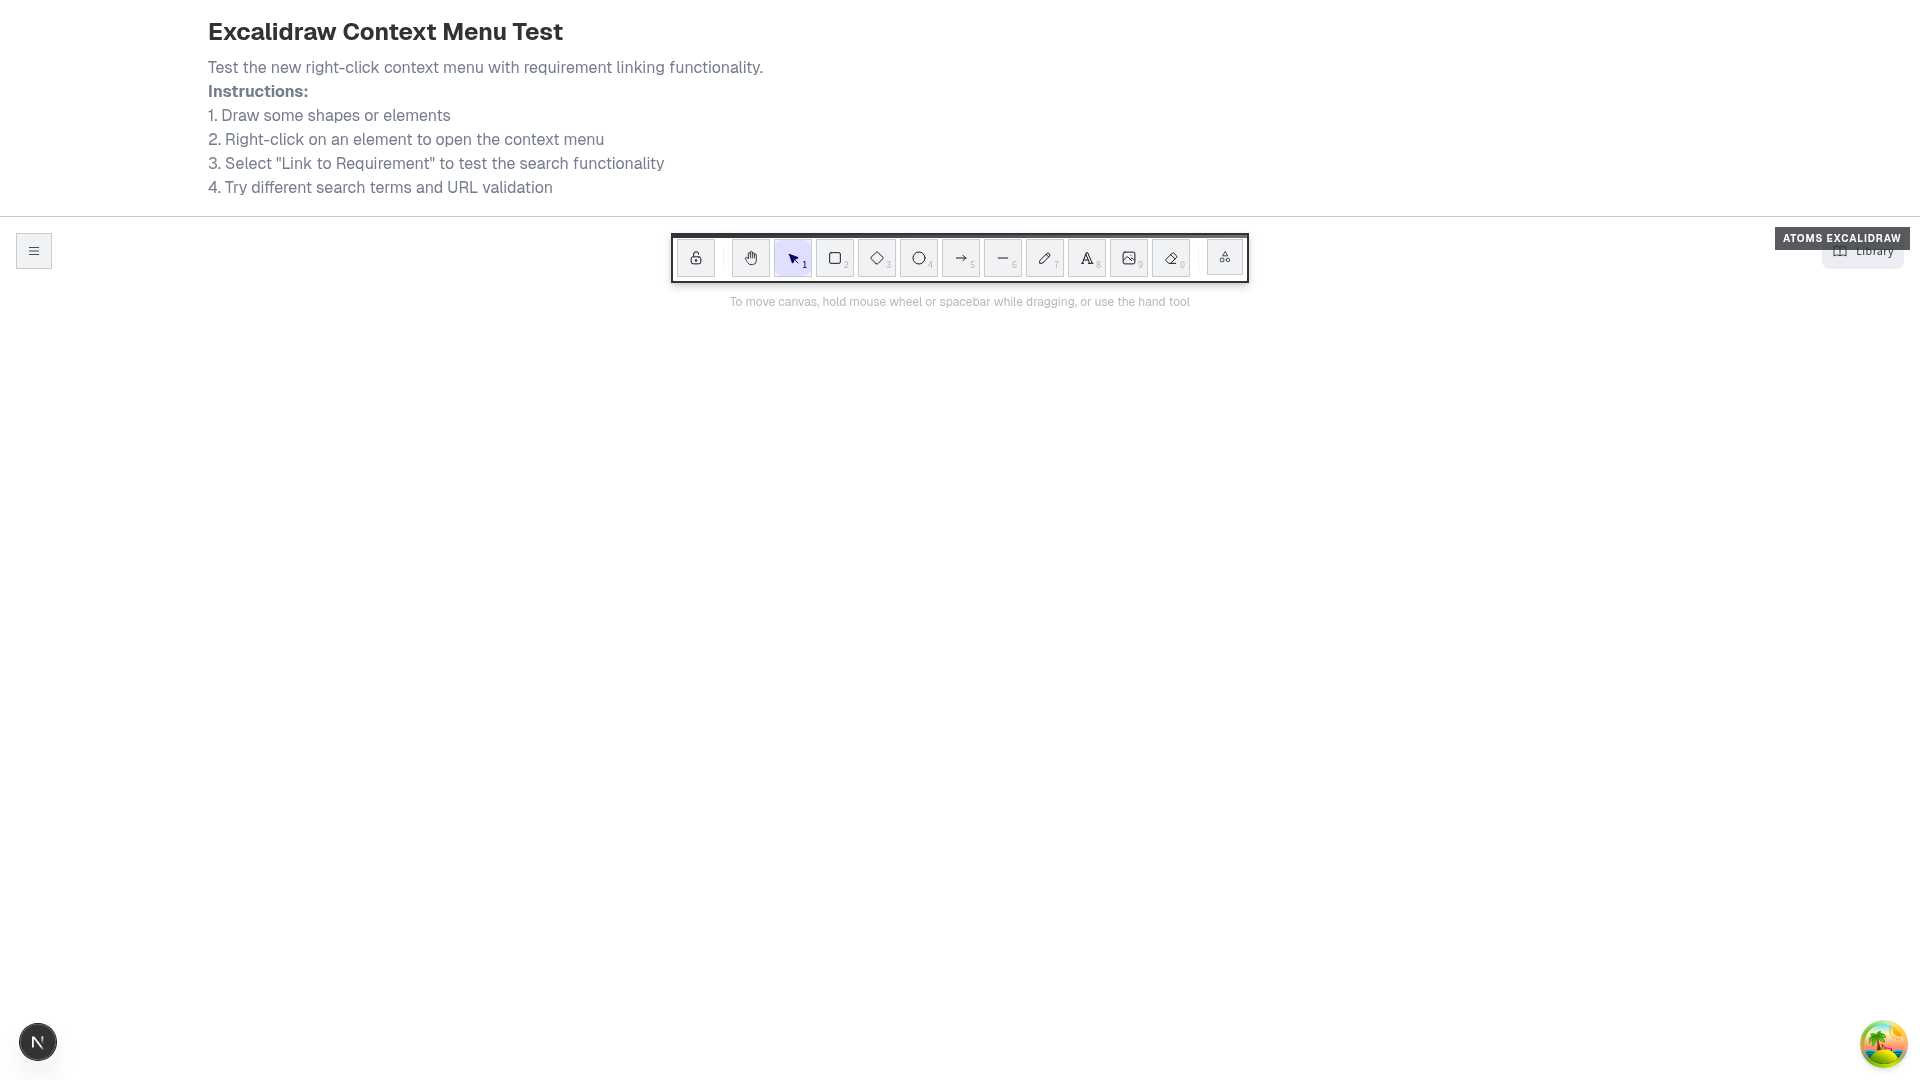 Excalidraw Context Menu Test
Test the new right-click context menu with requirement linking functionality.
Instructions:
1. Draw some shapes or elements
2. Right-click on an element to open the context menu
3. Select "Link to Requirement" to test the search functionality
4. Try different search terms and URL validation
ATOMS EXCALIDRAW
Library
1 2 3 4 5 6 7 8 9 0
To move canvas, hold mouse wheel or spacebar while dragging, or use the hand tool
N